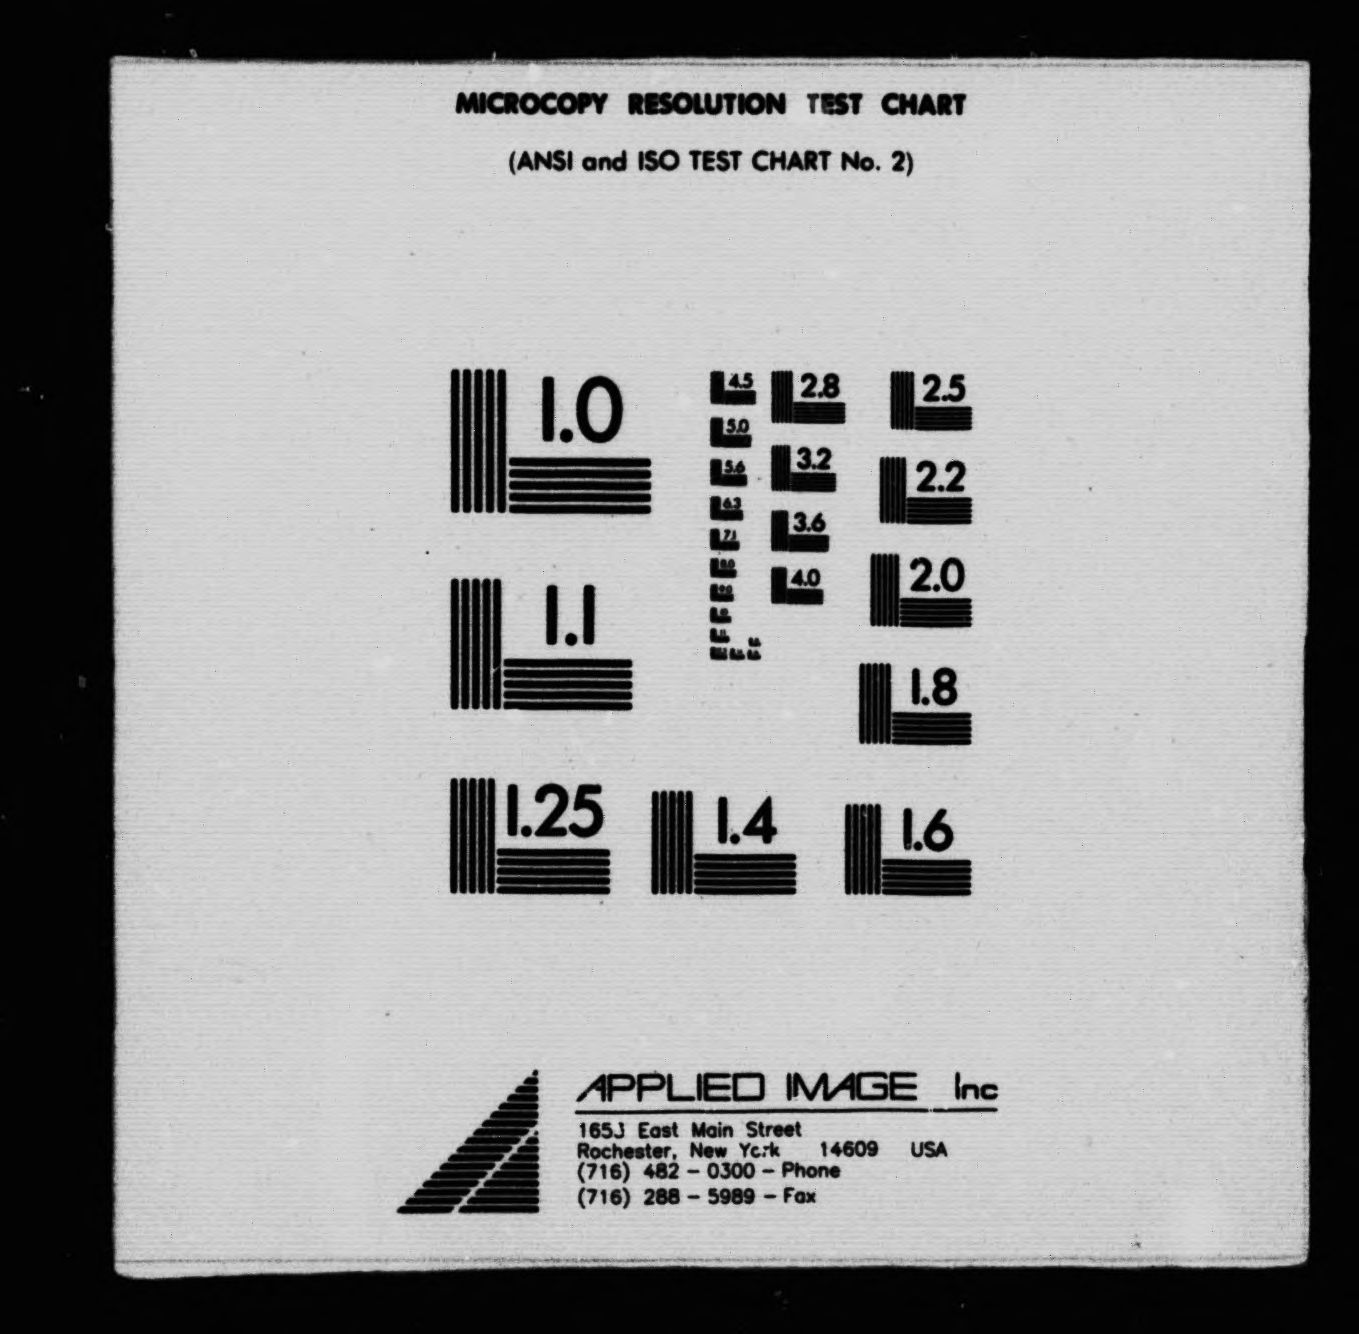 MICROCOPY RESOLUTION TEST CHART
(ANSI and ISO TEST CHART No. 2)
1.0
4.5
2.8
2.5
5.0
3.2
2.2
5.6
6.3
3.6
7.1
4.0
2.0
1.1
1.8
1.25
1.4
1.6
APPLIED IMAGE Inc
East Main Street
Rochester, New York 14609 USA
(716) 482 - 0300 - Phone
(716) 288 - 5989 - Fax